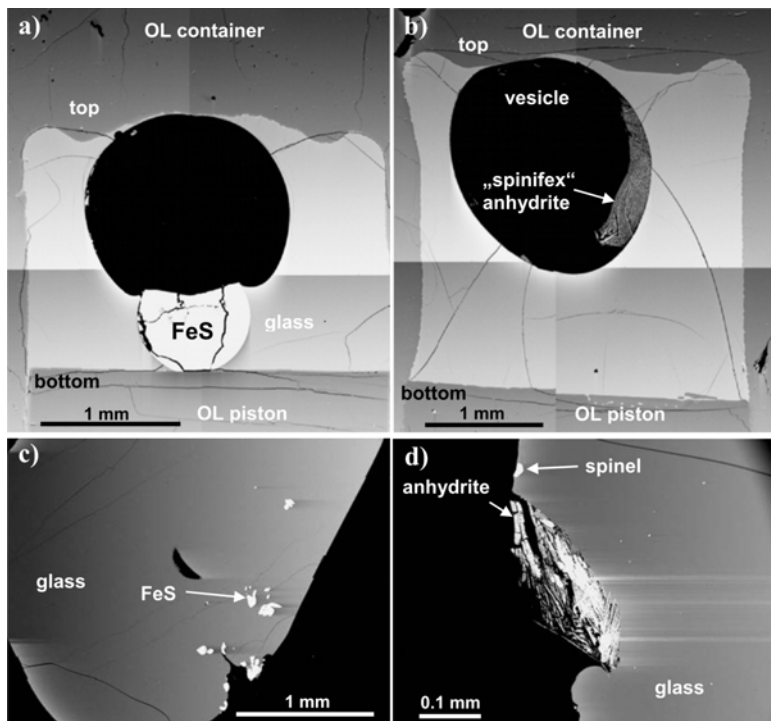 a)
OL container
top
FeS
glass
bottom
1 mm
OL piston
b)
OL container
top
vesicle
„spinifex“
anhydrite
bottom
1 mm
OL piston
c)
glass
FeS
1 mm
d)
spinel
anhydrite
glass
0.1 mm